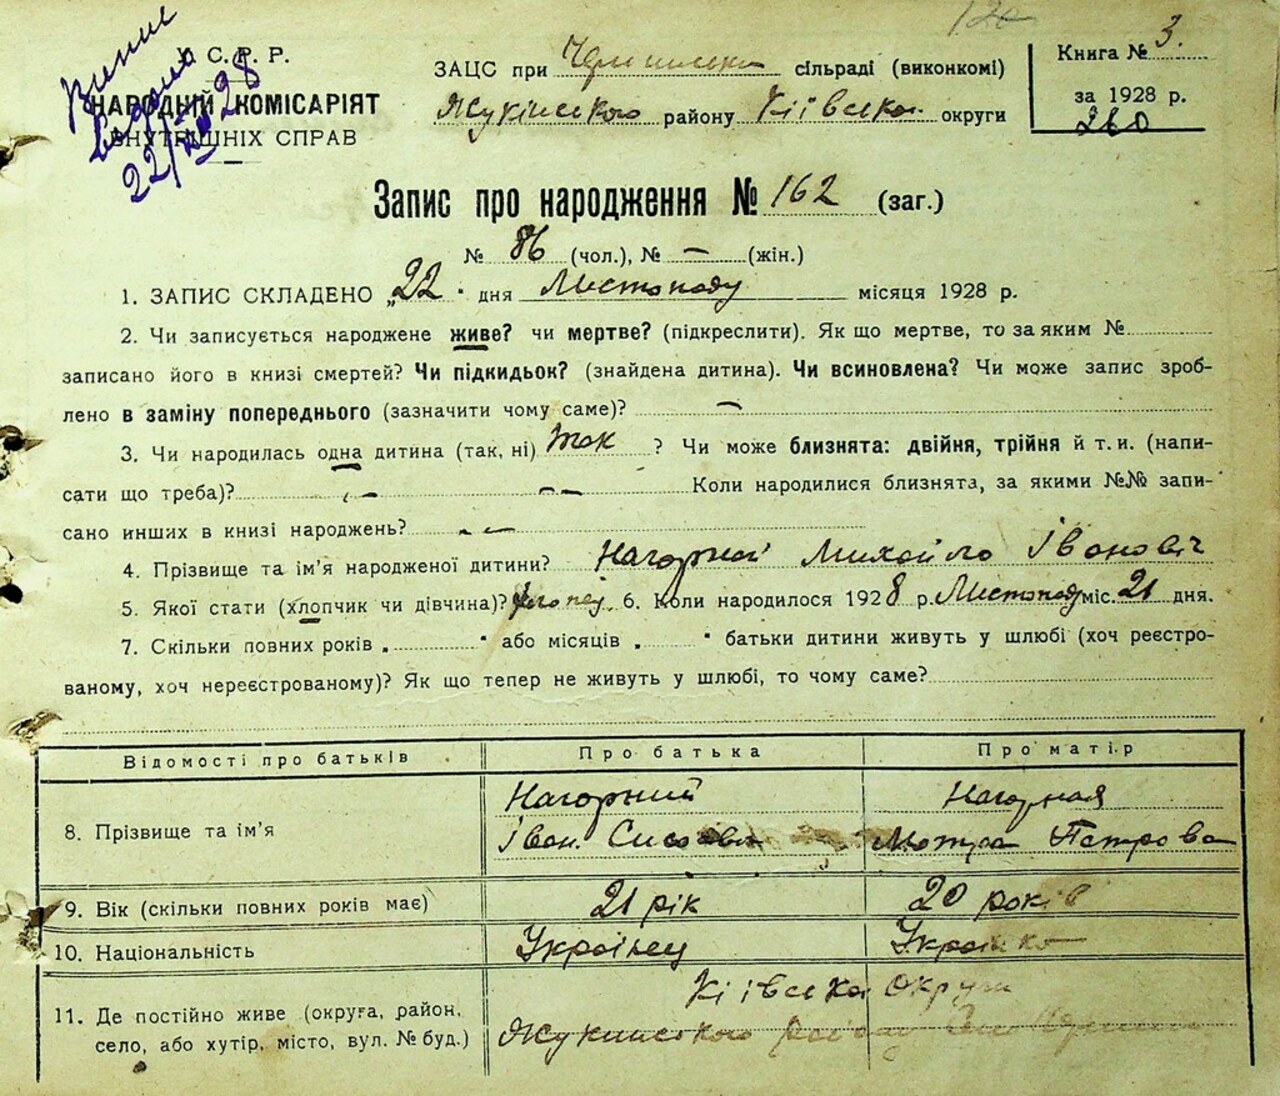 120
Випис
видано
22/XI 28
У. С. Р. Р.
НАРОДНІЙ КОМІСАРІЯТ
ВНУТРІШНІХ СПРАВ
ЗАЦС при сільраді (виконкомі)
Жукінського району Київської округи
Книга № 3.
за 1928 р.
260
Запис про народження № 162 (заг.)
№ 86 (чол.), № — (жін.)
1. ЗАПИС СКЛАДЕНО „22" дня Листопаду місяця 1928 р.
2. Чи записується народжене живе? чи мертве? (підкреслити). Як що мертве, то за яким №
записано його в книзі смертей? Чи підкидьок? (знайдена дитина). Чи всиновлена? Чи може запис зроб-
лено в заміну попереднього (зазначити чому саме)? —
3. Чи народилась одна дитина (так, ні) так ? Чи може близнята: двійня, трійня й т. и. (напи-
сати що треба)? Коли народилися близнята, за якими №№ запи-
сано инших в книзі народжень?
4. Прізвище та ім'я народженої дитини? Нагорний Михайло Іванович
5. Якої стати (хлопчик чи дівчина)? 6. Коли народилося 1928 р. Листопаду міс. 21 дня.
7. Скільки повних років „ " або місяців „ " батьки дитини живуть у шлюбі (хоч реєстро-
ваному, хоч нереєстрованому)? Як що тепер не живуть у шлюбі, то чому саме?
Відомості про батьків Про батька Про матір
8. Прізвище та ім'я
Нагорний
Іван
Нагорная
Мотря Петрова
9. Вік (скільки повних років має) 21 рік 20 років
10. Національність Українец Українка
11. Де постійно живе (округа, район,
село, або хутір, місто, вул. № буд.)
Київська округи
Жукинського району